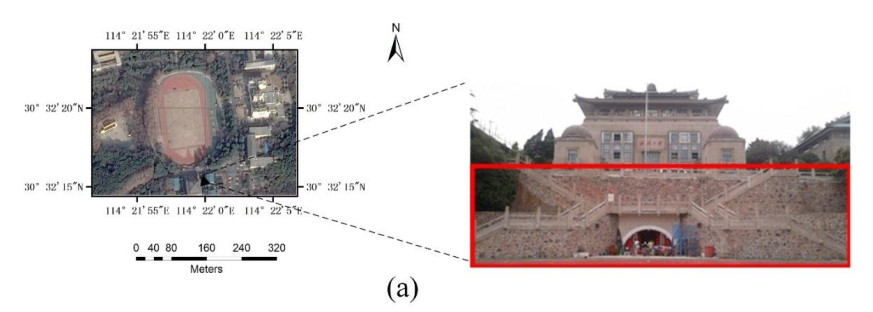 N
114° 21'55"E 114° 22'0"E 114° 22'5"E
30° 32'20"N 30° 32'20"N
30° 32'15"N 30° 32'15"N
114° 21'55"E 114° 22'0"E 114° 22'5"E
0 40 80 160 240 320
Meters
(a)